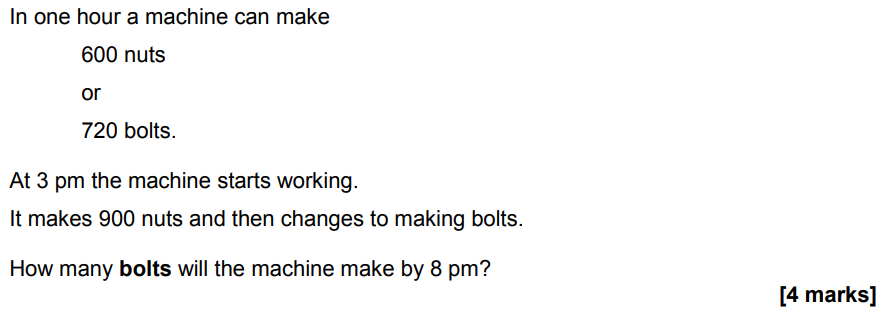 In one hour a machine can make
600 nuts
or
720 bolts.
At 3 pm the machine starts working.
It makes 900 nuts and then changes to making bolts.
How many bolts will the machine make by 8 pm?
[4 marks]